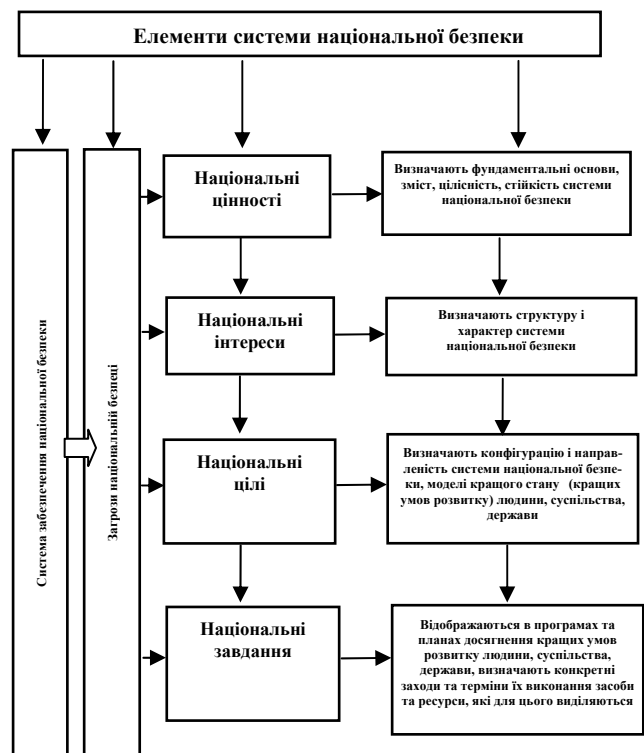 Елементи системи національної безпеки
Система забезпечення національної безпеки
Загрози національній безпеці
Національні
цінності
Визначають фундаментальні основи,
зміст, цілісність, стійкість системи
національної безпеки
Національні
інтереси
Визначають структуру і
характер системи
національної безпеки
Національні
цілі
Визначають конфігурацію і направ-
леність системи національної безпе-
ки, моделі кращого стану (кращих
умов розвитку) людини, суспільства,
держави
Національні
завдання
Відображаються в програмах та
планах досягнення кращих умов
розвитку людини, суспільства,
держави, визначають конкретні
заходи та терміни їх виконання засоби
та ресурси, які для цього виділяються